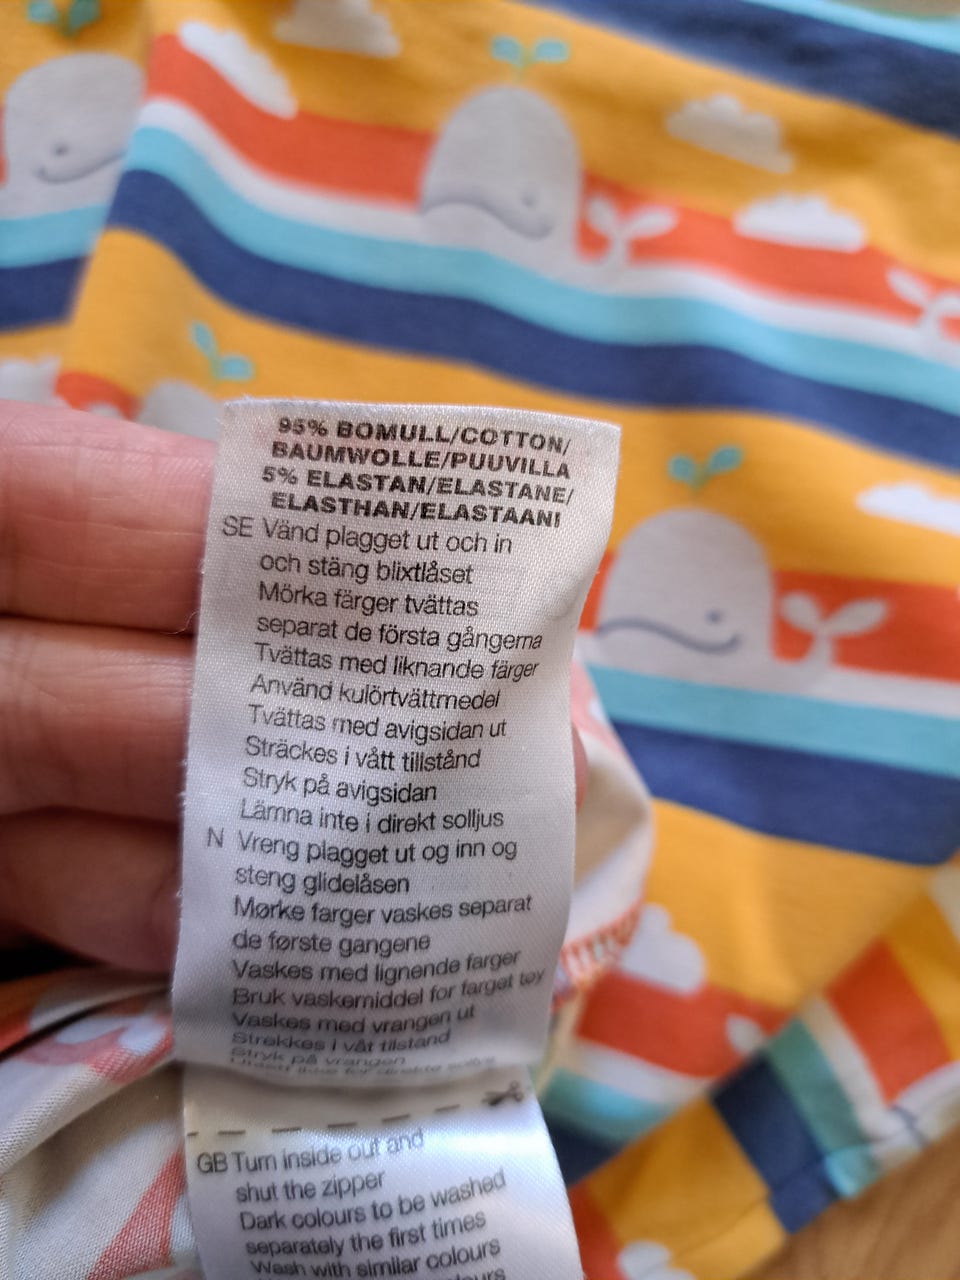 95% BOMULL/COTTON/
BAUMWOLLE/PUUVILLA
5% ELASTAN/ELASTANE/
ELASTHAN/ELASTAANI
SE Vänd plagget ut och in
och stäng blixtlåset
Mörka färger tvättas
separat de första gångerna
Tvättas med liknande färger
Använd kulörtvättmedel
Tvättas med avigsidan ut
Sträckes i vått tillstånd
Stryk på avigsidan
Lämna inte i direkt solljus
N Vreng plagget ut og inn og
steng glidelåsen
Mørke farger vaskes separat
de første gangene
Vaskes med lignende farger
Bruk vaskemiddel for farget tøy
Vaskes med vrangen ut
Strekkes i våt tilstand
Stryk på vrangen
GB Turn inside out and
shut the zipper
Dark colours to be washed
separately the first times
Wash with similar colours